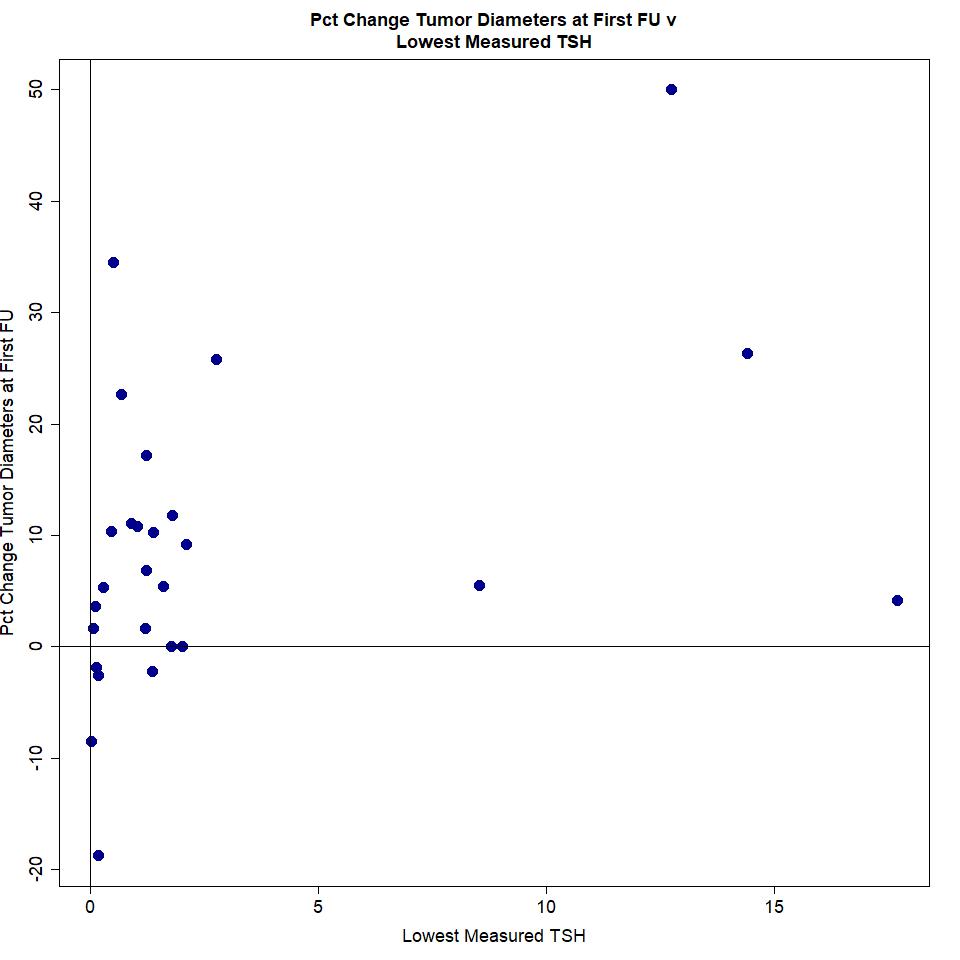 Pct Change Tumor Diameters at First FU v
Lowest Measured TSH
Pct Change Tumor Diameters at First FU
50
40
30
20
10
0
-10
-20
0 5 10 15
Lowest Measured TSH